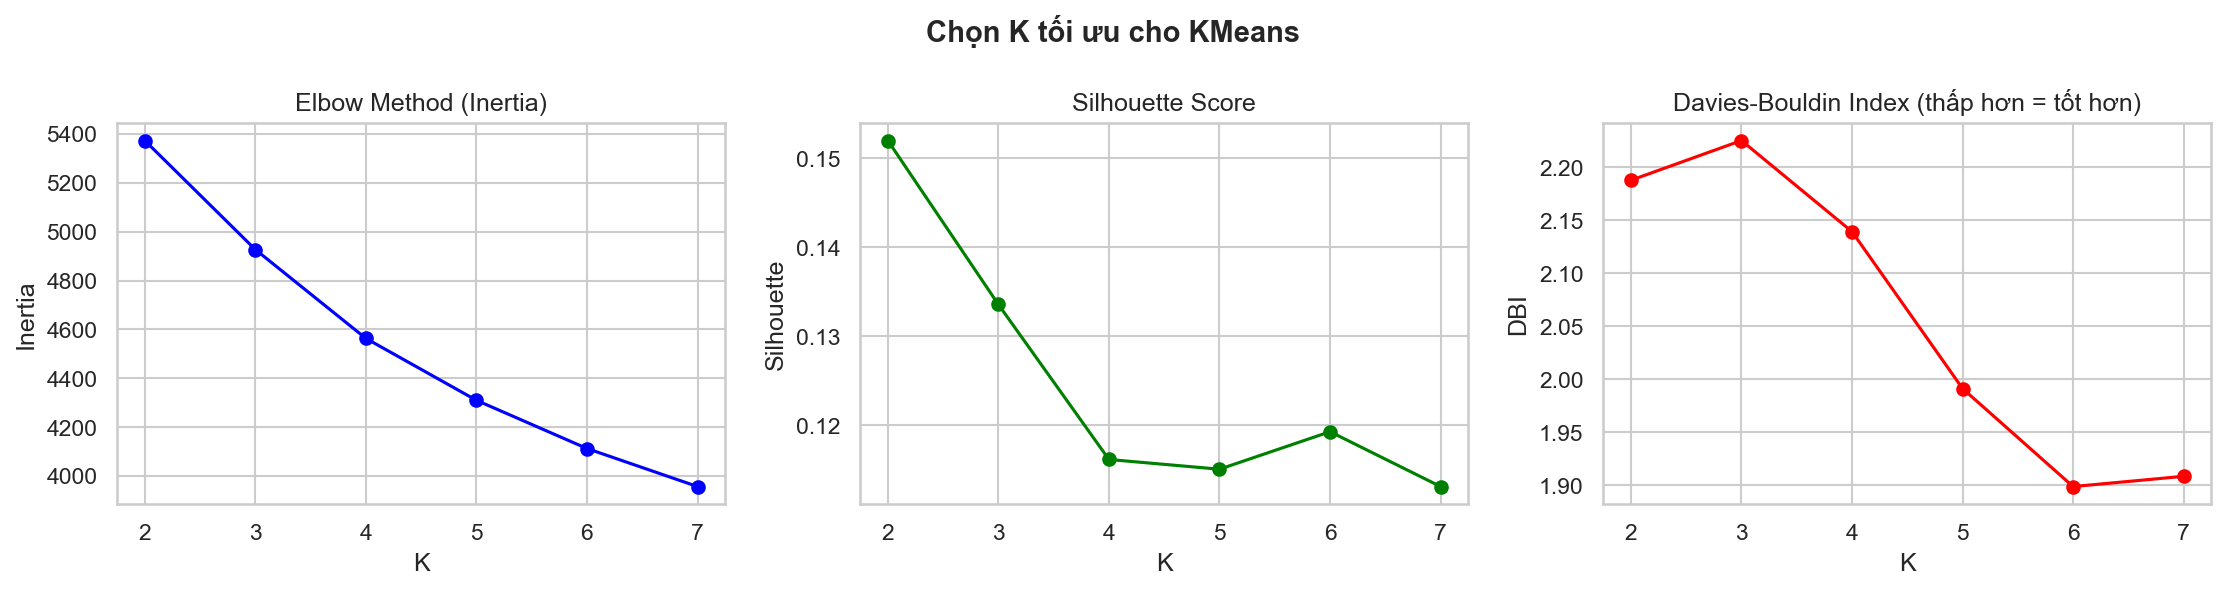 Chọn K tối ưu cho KMeans
Elbow Method (Inertia)
Inertia
5400
5200
5000
4800
4600
4400
4200
4000
2 3 4 5 6 7
K
Silhouette Score
Silhouette
0.15
0.14
0.13
0.12
2 3 4 5 6 7
K
Davies-Bouldin Index (thấp hơn = tốt hơn)
DBI
2.20
2.15
2.10
2.05
2.00
1.95
1.90
2 3 4 5 6 7
K